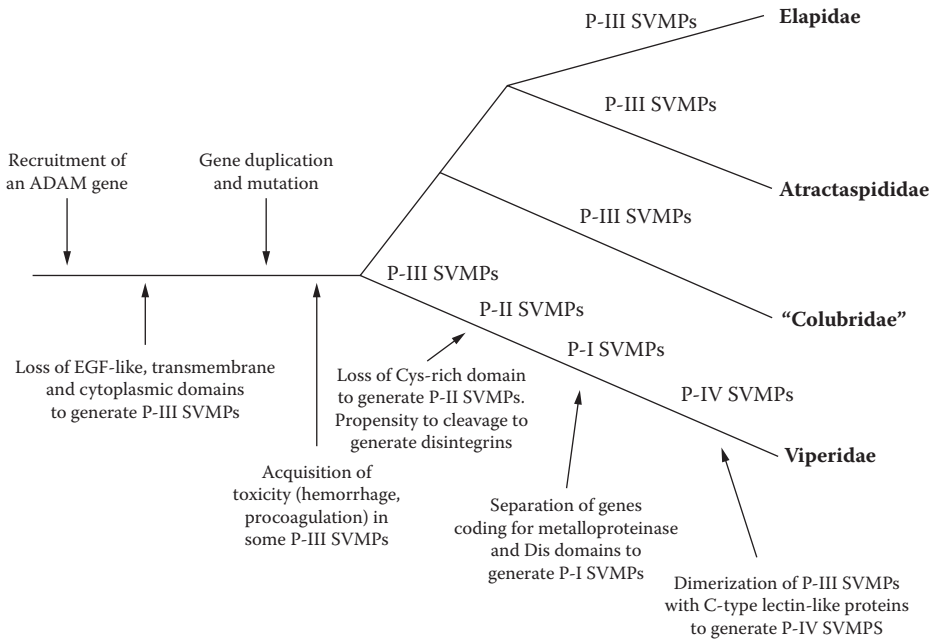 P-III SVMPs
Elapidae
P-III SVMPs
Atractaspididae
Recruitment of
an ADAM gene
Gene duplication
and mutation
P-III SVMPs
"Colubridae"
P-III SVMPs
P-II SVMPs
P-I SVMPs
P-IV SVMPs
Viperidae
Loss of EGF-like, transmembrane
and cytoplasmic domains
to generate P-III SVMPs
Acquisition of
toxicity (hemorrhage,
procoagulation) in
some P-III SVMPs
Loss of Cys-rich domain
to generate P-II SVMPs.
Propensity to cleavage to
generate disintegrins
Separation of genes
coding for metalloproteinase
and Dis domains to
generate P-I SVMPs
Dimerization of P-III SVMPs
with C-type lectin-like proteins
to generate P-IV SVMPS